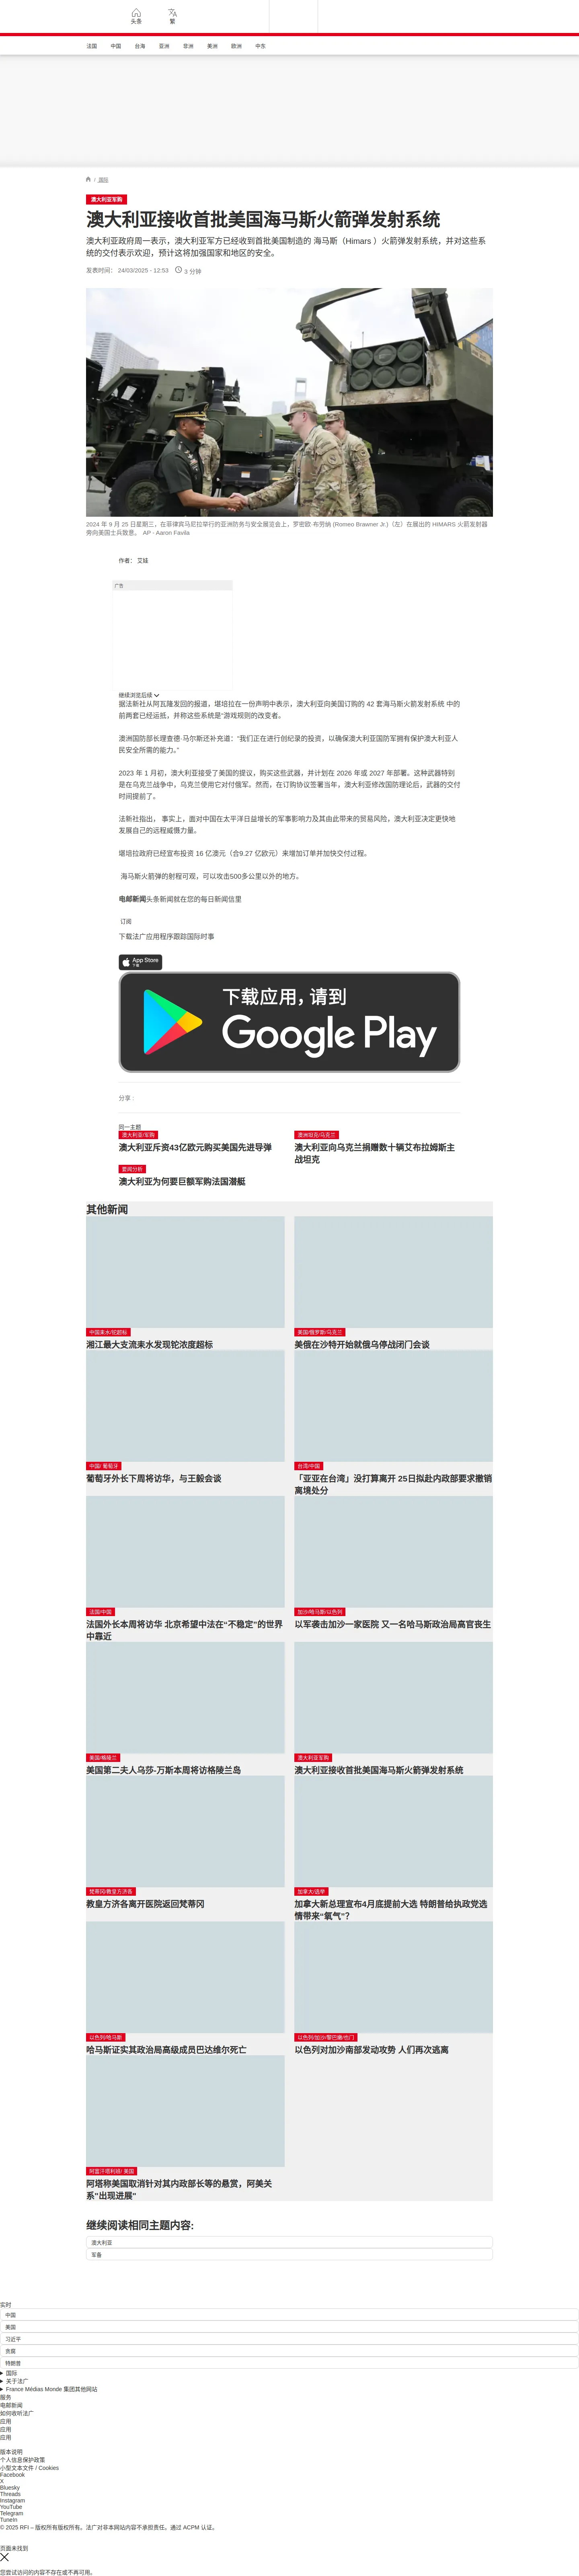 头条
繁
法国
中国
台海
亚洲
非洲
美洲
欧洲
中东
/ 国际
澳大利亚军购
澳大利亚接收首批美国海马斯火箭弹发射系统
澳大利亚政府周一表示，澳大利亚军方已经收到首批美国制造的 海马斯（Himars ）火箭弹发射系统，并对这些系
统的交付表示欢迎，预计这将加强国家和地区的安全。
发表时间： 24/03/2025 - 12:53 3 分钟
2024 年 9 月 25 日星期三，在菲律宾马尼拉举行的亚洲防务与安全展览会上，罗密欧·布劳纳 (Romeo Brawner Jr.)（左）在展出的 HIMARS 火箭发射器
旁向美国士兵致意。 AP - Aaron Favila
作者： 艾娃
广告
继续浏览后续
据法新社从阿瓦隆发回的报道，堪培拉在一份声明中表示，澳大利亚向美国订购的 42 套海马斯火箭发射系统 中的
前两套已经运抵，并称这些系统是“游戏规则的改变者。
澳洲国防部长理查德·马尔斯还补充道：“我们正在进行创纪录的投资，以确保澳大利亚国防军拥有保护澳大利亚人
民安全所需的能力。”
2023 年 1 月初，澳大利亚接受了美国的提议，购买这些武器，并计划在 2026 年或 2027 年部署。这种武器特别
是在乌克兰战争中，乌克兰使用它对付俄军。然而，在订购协议签署当年，澳大利亚修改国防理论后，武器的交付
时间提前了。
法新社指出， 事实上，面对中国在太平洋日益增长的军事影响力及其由此带来的贸易风险，澳大利亚决定更快地
发展自己的远程威慑力量。
堪培拉政府已经宣布投资 16 亿澳元（合9.27 亿欧元）来增加订单并加快交付过程。
海马斯火箭弹的射程可观，可以攻击500多公里以外的地方。
电邮新闻头条新闻就在您的每日新闻信里
订阅
下载法广应用程序跟踪国际时事
App Store
下载
下载应用，请到
Google Play
分享 :
同一主题
澳大利亚/军购
澳大利亚斥资43亿欧元购买美国先进导弹
澳洲坦克/乌克兰
澳大利亚向乌克兰捐赠数十辆艾布拉姆斯主
战坦克
要闻分析
澳大利亚为何要巨额军购法国潜艇
其他新闻
中国耒水/铊超标
湘江最大支流耒水发现铊浓度超标
美国/俄罗斯/乌克兰
美俄在沙特开始就俄乌停战闭门会谈
中国/ 葡萄牙
葡萄牙外长下周将访华，与王毅会谈
台湾/中国
「亚亚在台湾」没打算离开 25日拟赴内政部要求撤销
离境处分
法国/中国
法国外长本周将访华 北京希望中法在“不稳定”的世界
中靠近
加沙/哈马斯/以色列
以军袭击加沙一家医院 又一名哈马斯政治局高官丧生
美国/格陵兰
美国第二夫人乌莎-万斯本周将访格陵兰岛
澳大利亚军购
澳大利亚接收首批美国海马斯火箭弹发射系统
梵蒂冈/教皇方济各
教皇方济各离开医院返回梵蒂冈
加拿大/选举
加拿大新总理宣布4月底提前大选 特朗普给执政党选
情带来“氧气”？
以色列/哈马斯
哈马斯证实其政治局高级成员巴达维尔死亡
以色列/加沙/黎巴嫩/也门
以色列对加沙南部发动攻势 人们再次逃离
阿富汗塔利班/ 美国
阿塔称美国取消针对其内政部长等的悬赏，阿美关
系"出现进展"
继续阅读相同主题内容:
澳大利亚
军备
实时
中国
美国
习近平
贪腐
特朗普
国际
关于法广
France Médias Monde 集团其他网站
服务
电邮新闻
如何收听法广
应用
应用
应用
版本说明
个人信息保护政策
小型文本文件 / Cookies
Facebook
X
Bluesky
Threads
Instagram
YouTube
Telegram
TuneIn
© 2025 RFI – 版权所有版权所有。法广对非本网站内容不承担责任。通过 ACPM 认证。
页面未找到
您尝试访问的内容不存在或不再可用。